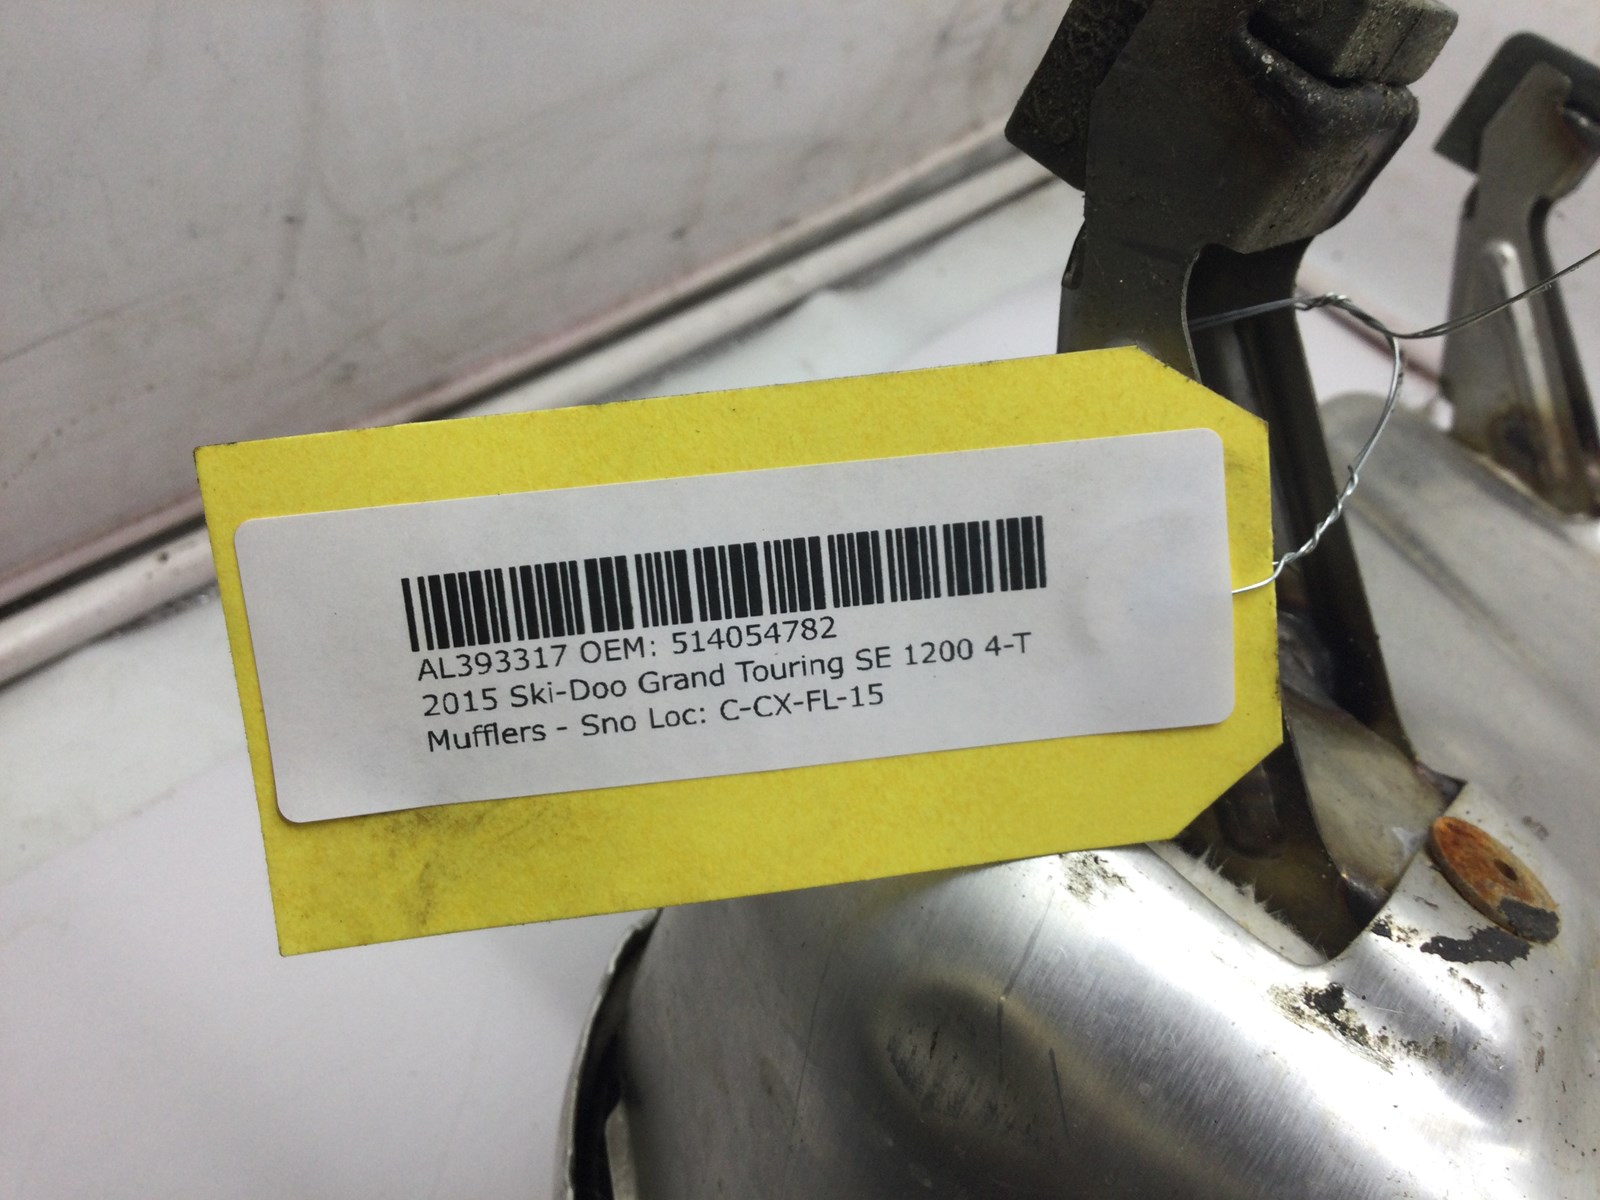 AL393317 OEM: 514054782
2015 Ski-Doo Grand Touring SE 1200 4-T
Mufflers - Sno Loc: C-CX-FL-15